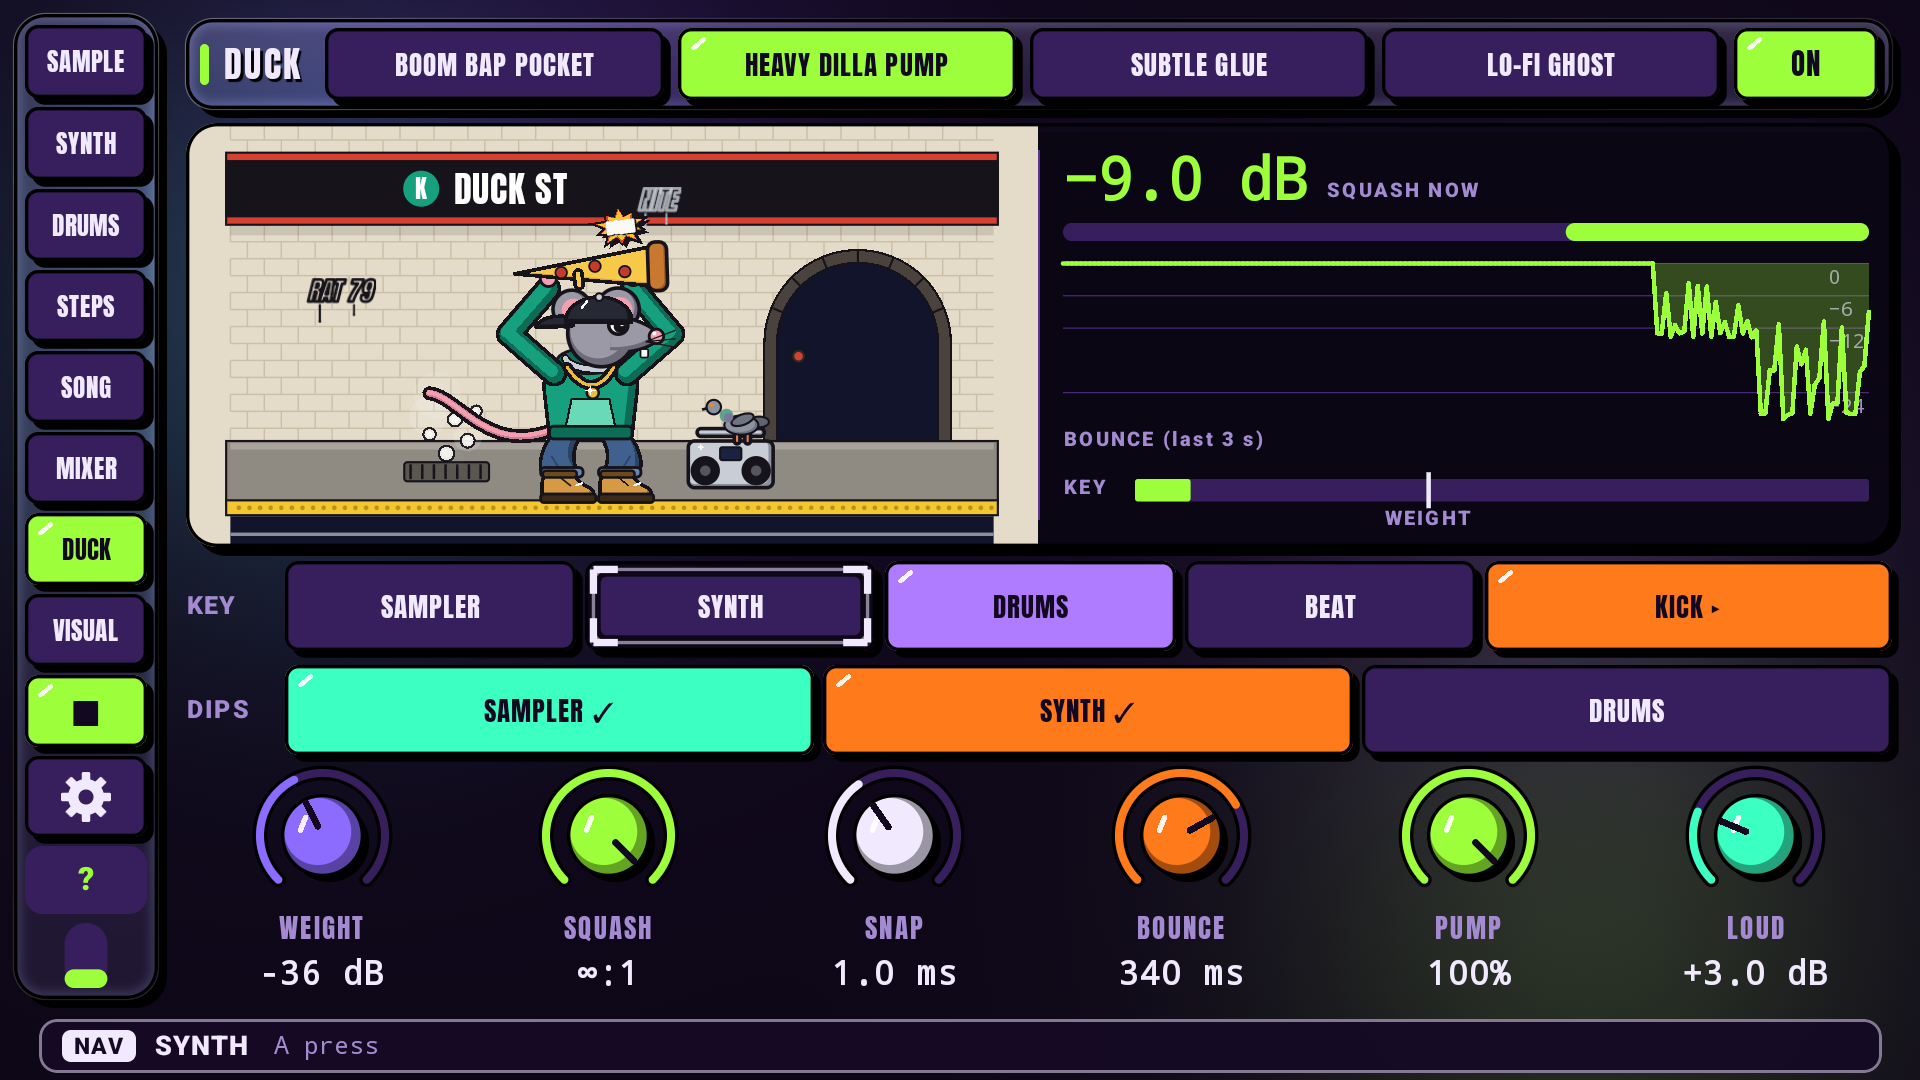 SAMPLE
SYNTH
DRUMS
STEPS
SONG
MIXER
DUCK
VISUAL
?
DUCK
BOOM BAP POCKET
HEAVY DILLA PUMP
SUBTLE GLUE
LO-FI GHOST
ON
K DUCK ST
KITE
RAT 79
−9.0 dB SQUASH NOW
0
−6
−12
24
BOUNCE (last 3 s)
KEY
WEIGHT
KEY
SAMPLER
SYNTH
DRUMS
BEAT
KICK ▸
DIPS
SAMPLER ✓
SYNTH ✓
DRUMS
WEIGHT
SQUASH
SNAP
BOUNCE
PUMP
LOUD
-36 dB
∞:1
1.0 ms
340 ms
100%
+3.0 dB
NAV SYNTH A press